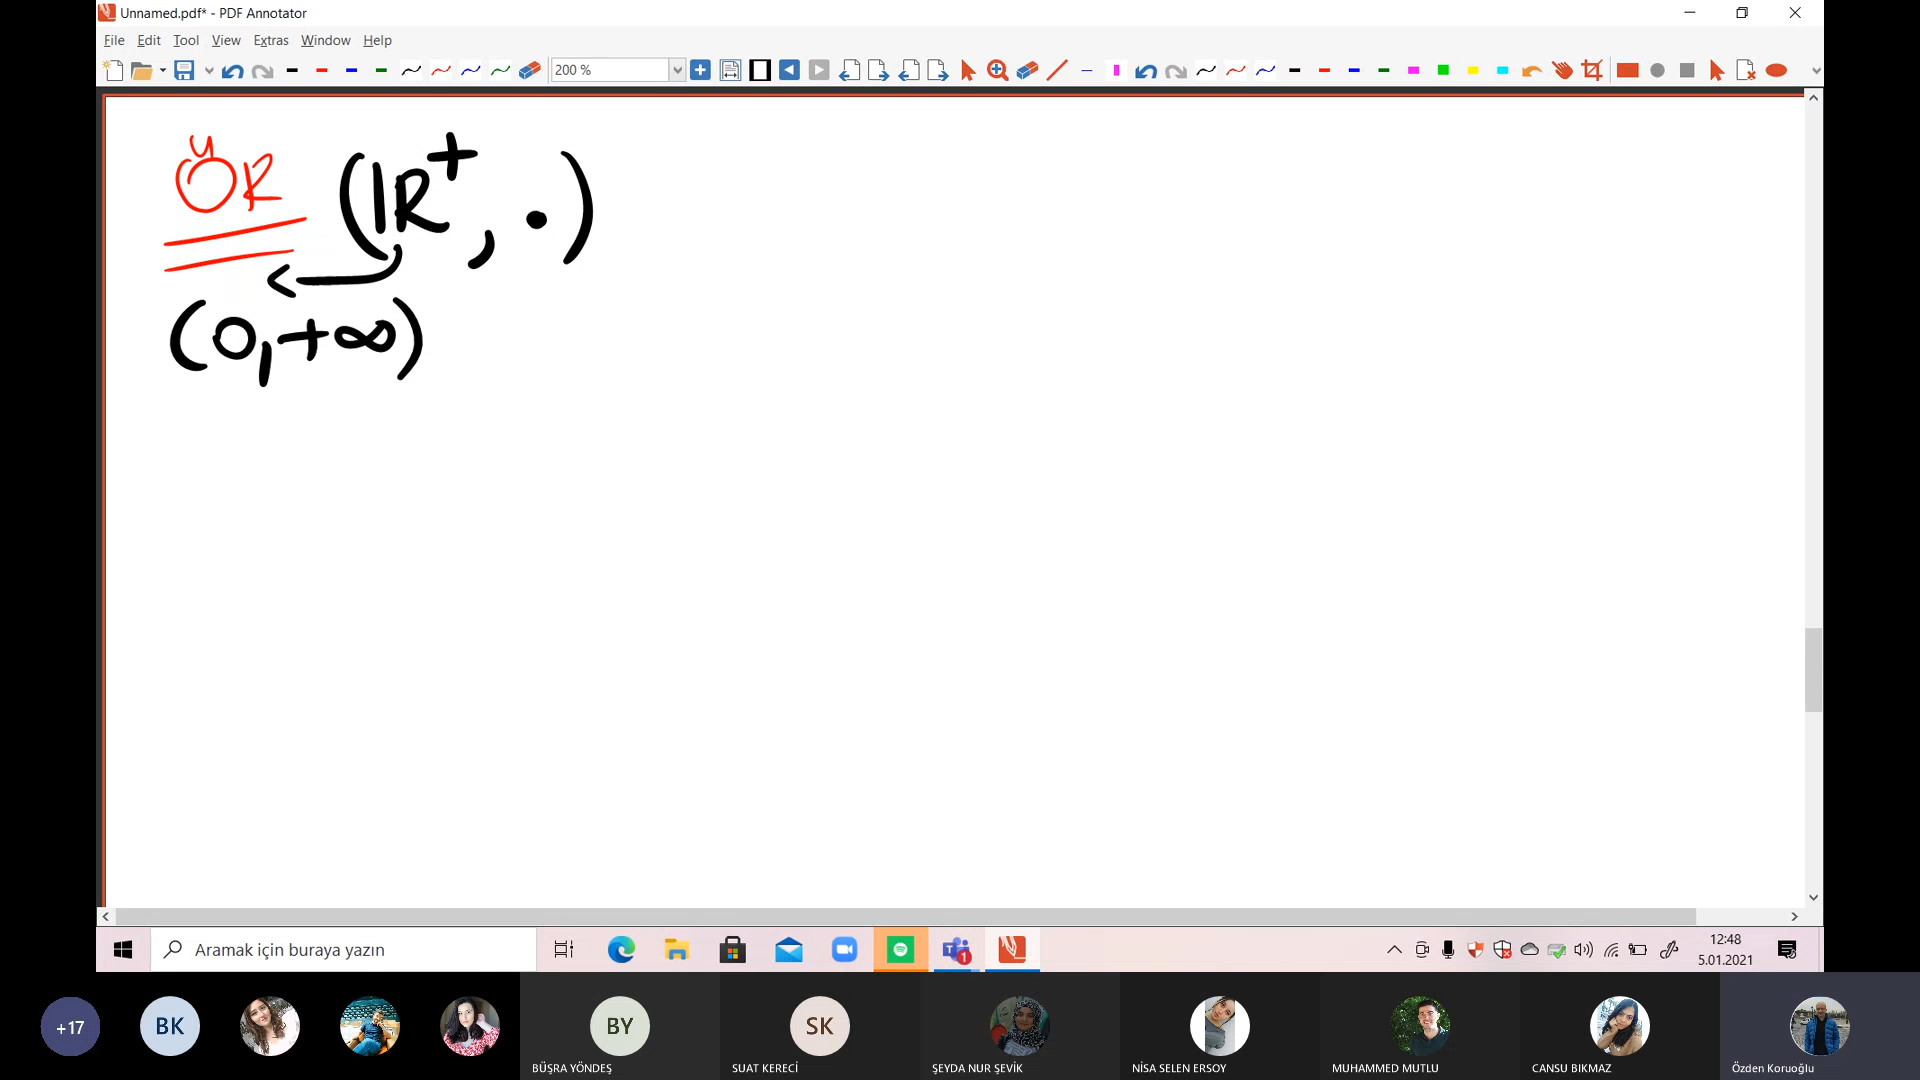 Unnamed.pdf* - PDF Annotator
File Edit Tool View Extras Window Help
200 %
ÖR (IR⁺, •)
(0,+∞)
Aramak için buraya yazın
1
12:48
5.01.2021
+17
BK
BY
SK
BÜŞRA YÖNDEŞ
SUAT KERECİ
ŞEYDA NUR ŞEVİK
NİSA SELEN ERSOY
MUHAMMED MUTLU
CANSU BIKMAZ
Özden Koruoğlu